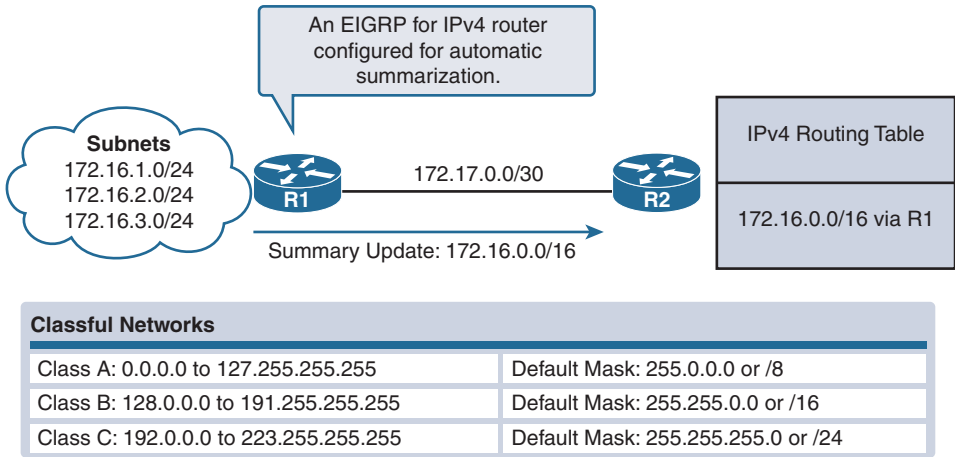 An EIGRP for IPv4 router
configured for automatic
summarization.
Subnets
172.16.1.0/24
172.16.2.0/24
172.16.3.0/24
R1
172.17.0.0/30
R2
Summary Update: 172.16.0.0/16
IPv4 Routing Table
172.16.0.0/16 via R1
Classful Networks
Class A: 0.0.0.0 to 127.255.255.255 Default Mask: 255.0.0.0 or /8
Class B: 128.0.0.0 to 191.255.255.255 Default Mask: 255.255.0.0 or /16
Class C: 192.0.0.0 to 223.255.255.255 Default Mask: 255.255.255.0 or /24